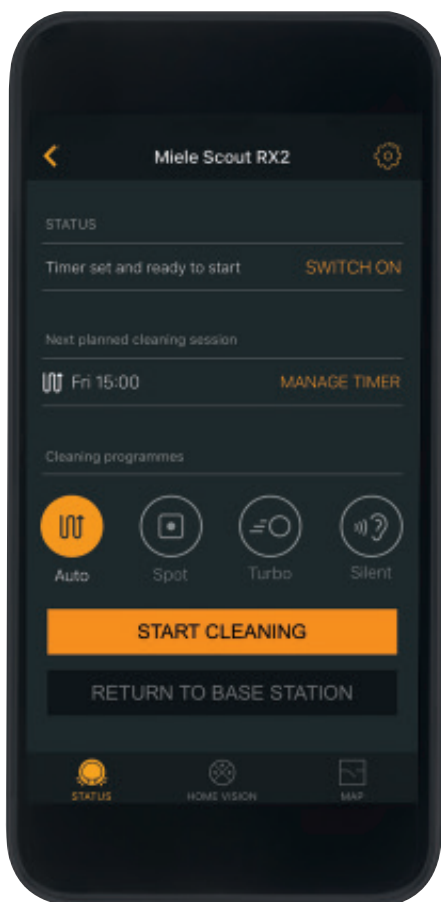 Miele Scout RX2
STATUS
Timer set and ready to start SWITCH ON
Next planned cleaning session
Fri 15:00 MANAGE TIMER
Cleaning programmes
Auto Spot Turbo Silent
START CLEANING
RETURN TO BASE STATION
STATUS HOME VISION MAP